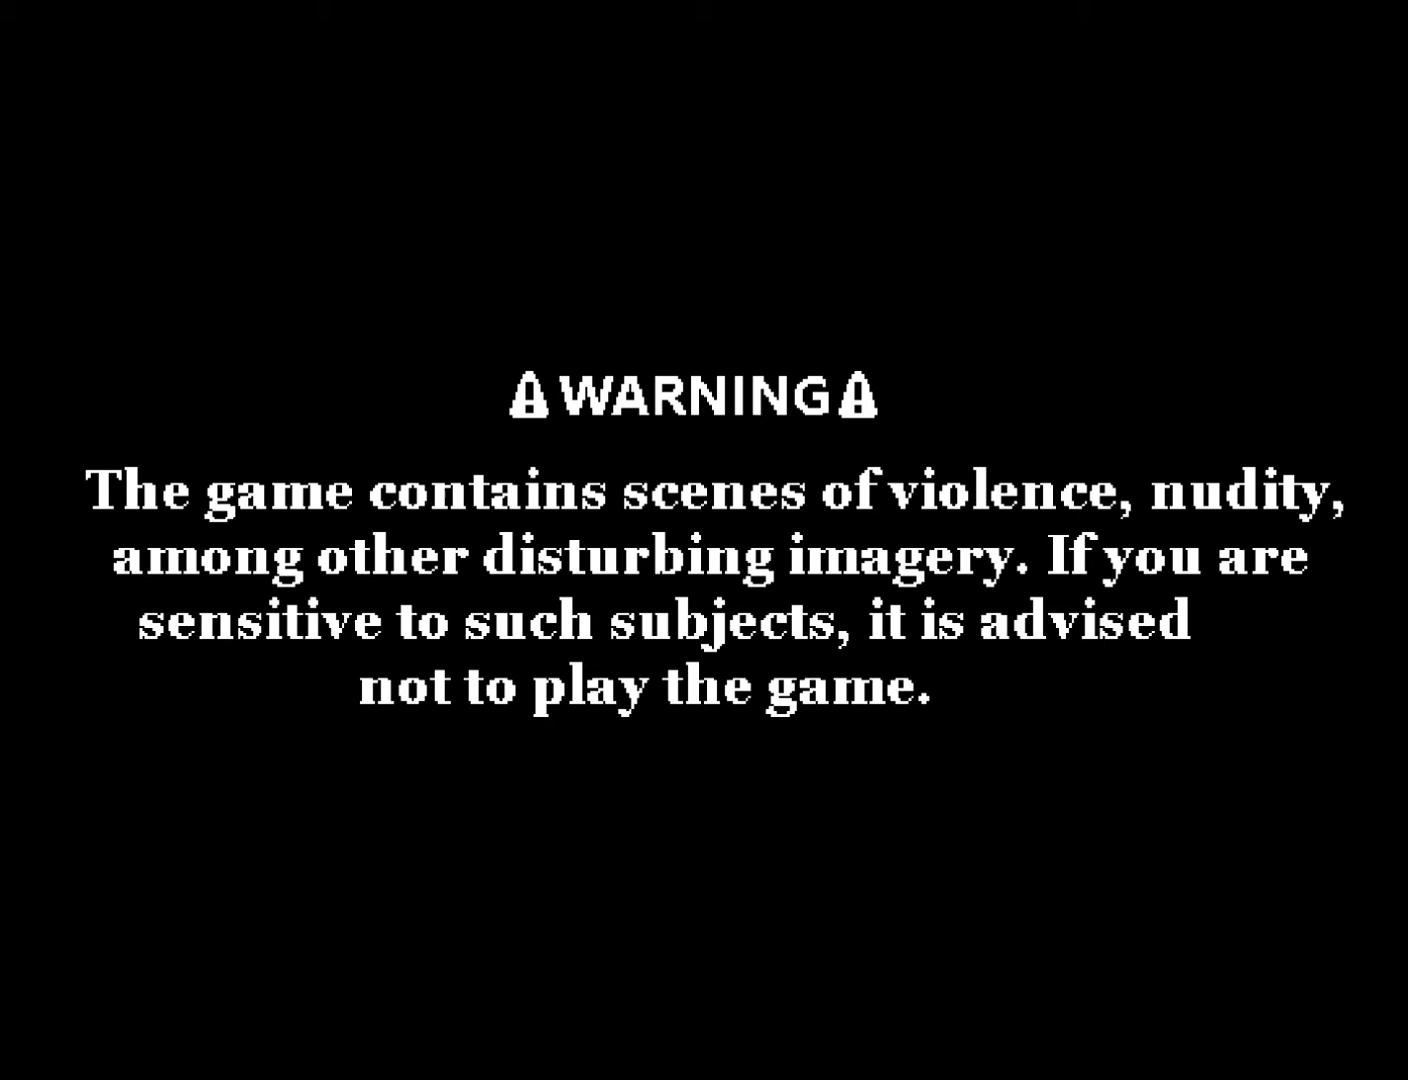 ⚠WARNING⚠
The game contains scenes of violence, nudity,
among other disturbing imagery. If you are
sensitive to such subjects, it is advised
not to play the game.